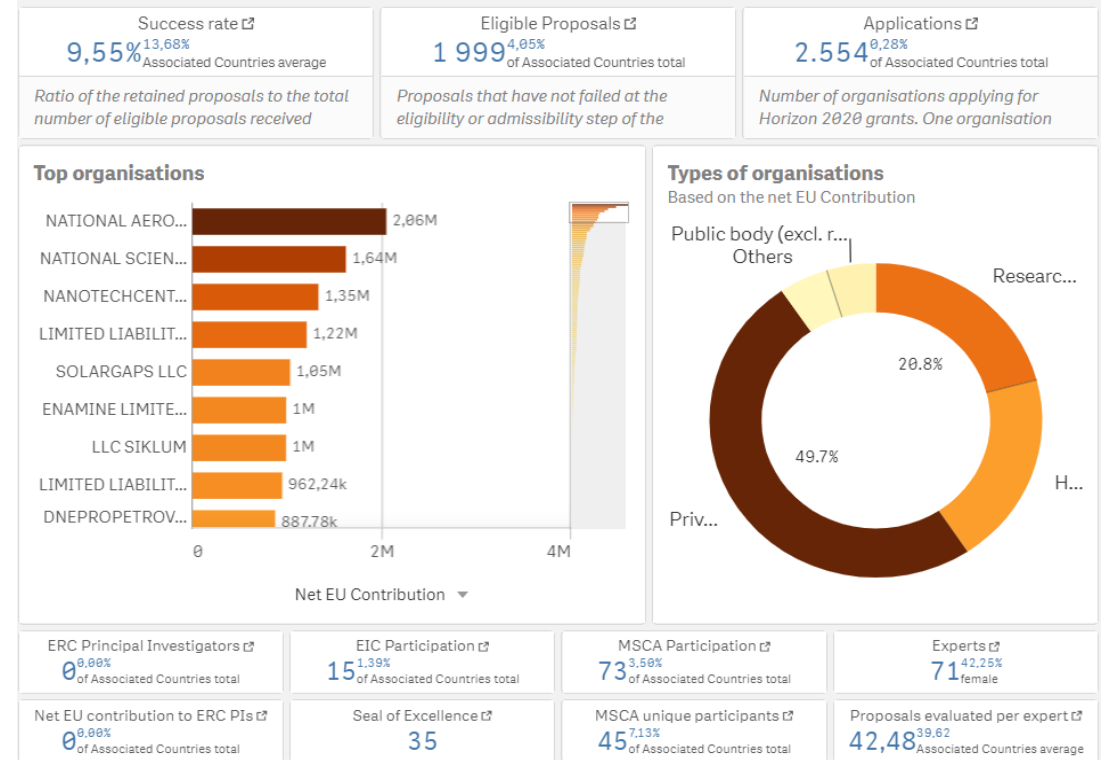 Success rate
9,55% 13,68%
Associated Countries average
Ratio of the retained proposals to the total
number of eligible proposals received
Eligible Proposals
1 999 4,05%
of Associated Countries total
Proposals that have not failed at the
eligibility or admissibility step of the
Applications
2.554 0,28%
of Associated Countries total
Number of organisations applying for
Horizon 2020 grants. One organisation
Top organisations
NATIONAL AERO... 2,06M
NATIONAL SCIEN... 1,64M
NANOTECHCENT... 1,35M
LIMITED LIABILIT... 1,22M
SOLARGAPS LLC 1,05M
ENAMINE LIMITE... 1M
LLC SIKLUM 1M
LIMITED LIABILIT... 962,24k
DNEPROPETROV... 887,78k
0 2M 4M
Net EU Contribution
Types of organisations
Based on the net EU Contribution
Public body (excl. r...
Others
Researc...
20.8%
49.7%
H...
Priv...
ERC Principal Investigators
0 0,00%
of Associated Countries total
EIC Participation
15 1,39%
of Associated Countries total
MSCA Participation
73 3,50%
of Associated Countries total
Experts
71 42,25%
female
Net EU contribution to ERC PIs
0 0,00%
of Associated Countries total
Seal of Excellence
35
MSCA unique participants
45 7,13%
of Associated Countries total
Proposals evaluated per expert
42,48 39,62
Associated Countries average